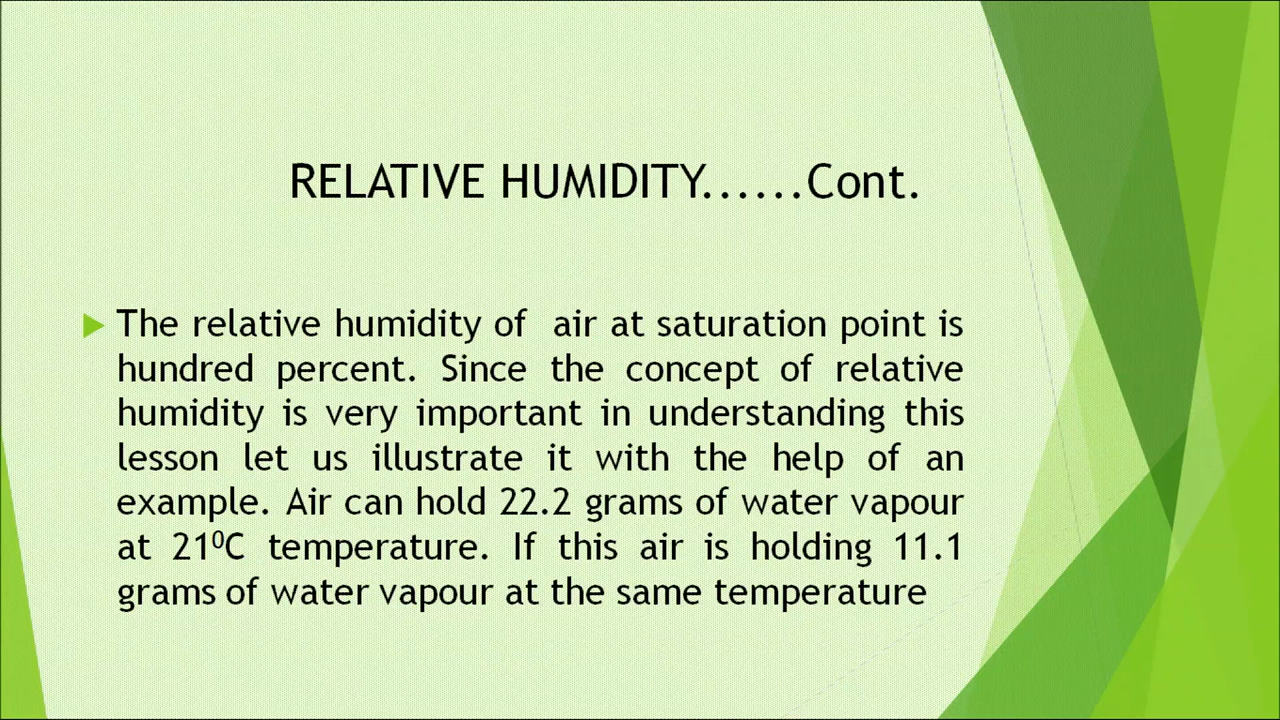 RELATIVE HUMIDITY......Cont.
The relative humidity of air at saturation point is
hundred percent. Since the concept of relative
humidity is very important in understanding this
lesson let us illustrate it with the help of an
example. Air can hold 22.2 grams of water vapour
at 21⁰C temperature. If this air is holding 11.1
grams of water vapour at the same temperature